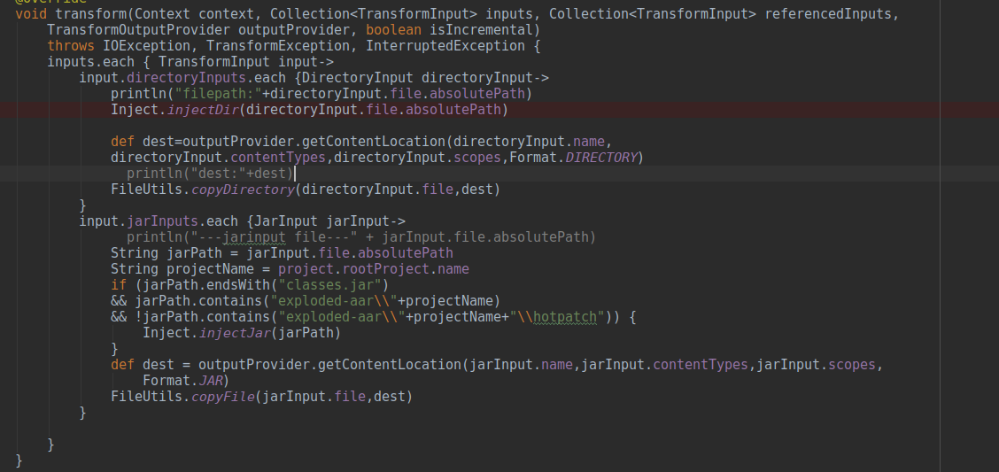 @Override
void transform(Context context, Collection<TransformInput> inputs, Collection<TransformInput> referencedInputs,
TransformOutputProvider outputProvider, boolean isIncremental)
throws IOException, TransformException, InterruptedException {
inputs.each { TransformInput input->
input.directoryInputs.each {DirectoryInput directoryInput->
println("filepath:"+directoryInput.file.absolutePath)
Inject.injectDir(directoryInput.file.absolutePath)
def dest=outputProvider.getContentLocation(directoryInput.name,
directoryInput.contentTypes,directoryInput.scopes,Format.DIRECTORY)
println("dest:"+dest)
FileUtils.copyDirectory(directoryInput.file,dest)
}
input.jarInputs.each {JarInput jarInput->
println("---jarinput file---" + jarInput.file.absolutePath)
String jarPath = jarInput.file.absolutePath
String projectName = project.rootProject.name
if (jarPath.endsWith("classes.jar")
&& jarPath.contains("exploded-aar\\"+projectName)
&& !jarPath.contains("exploded-aar\\"+projectName+"\\hotpatch")) {
Inject.injectJar(jarPath)
}
def dest = outputProvider.getContentLocation(jarInput.name,jarInput.contentTypes,jarInput.scopes,
Format.JAR)
FileUtils.copyFile(jarInput.file,dest)
}
}
}